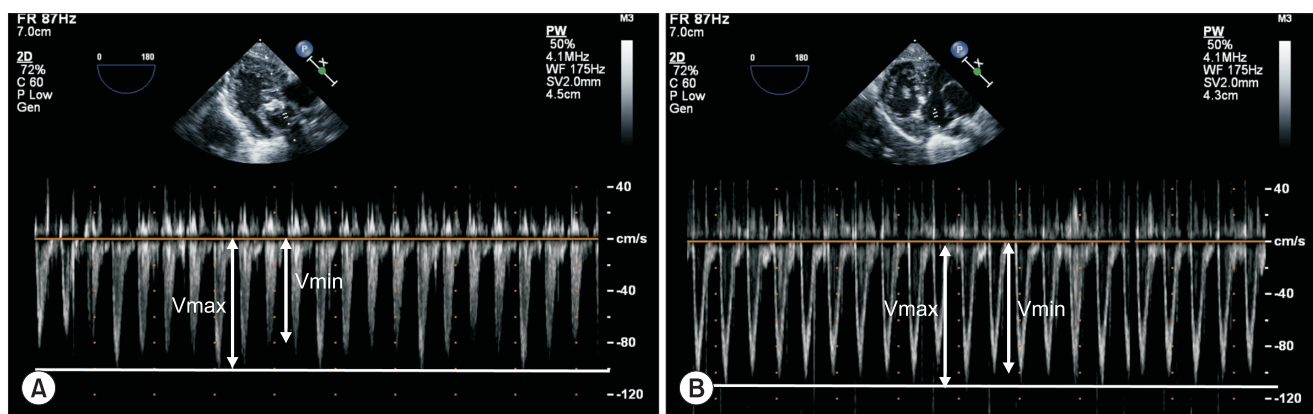 FR 87Hz
7.0cm
2D
72%
C 60
P Low
Gen
0 180
P
X
PW
50%
4.1MHz
WF 175Hz
SV2.0mm
4.5cm
M3
40
cm/s
-40
-80
-120
Vmax
Vmin
A
FR 87Hz
7.0cm
2D
72%
C 60
P Low
Gen
0 180
P
X
PW
50%
4.1MHz
WF 175Hz
SV2.0mm
4.3cm
M3
40
cm/s
-40
-80
-120
Vmax
Vmin
B